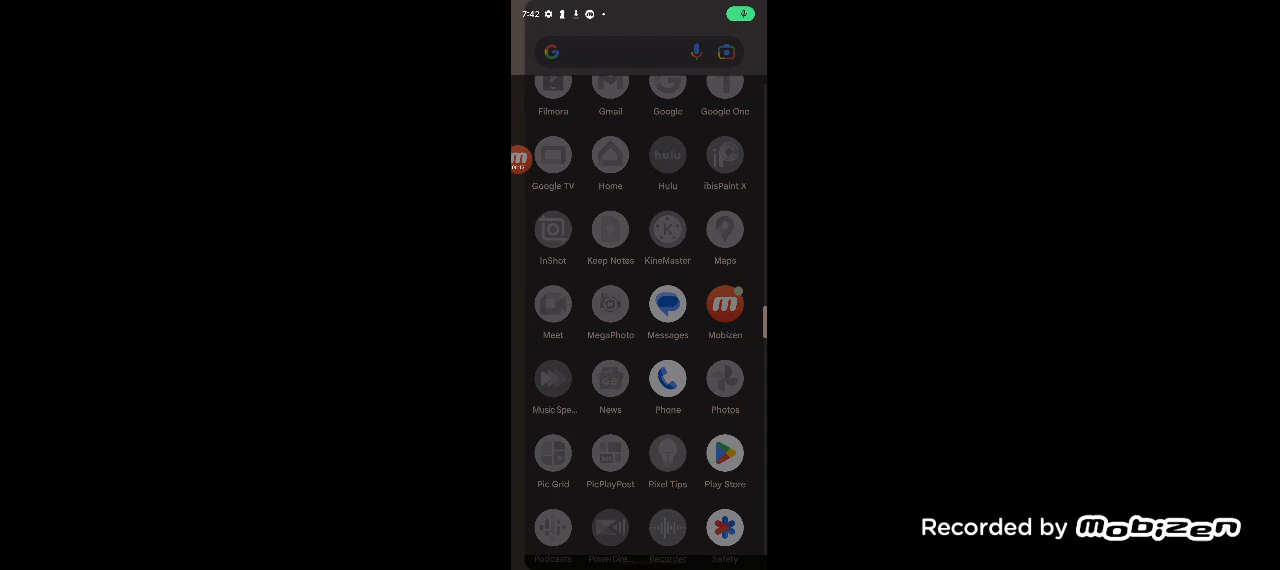 7:42
Filmora Gmail Google Google One
hulu
Google TV Home Hulu ibisPaint X
InShot Keep Notes KineMaster Maps
Meet MegaPhoto Messages Mobizen
GE
Music Spe... News Phone Photos
Pic Grid PicPlayPost Pixel Tips Play Store
Podcasts PowerDire... Recorder Safety
Recorded by mobizen